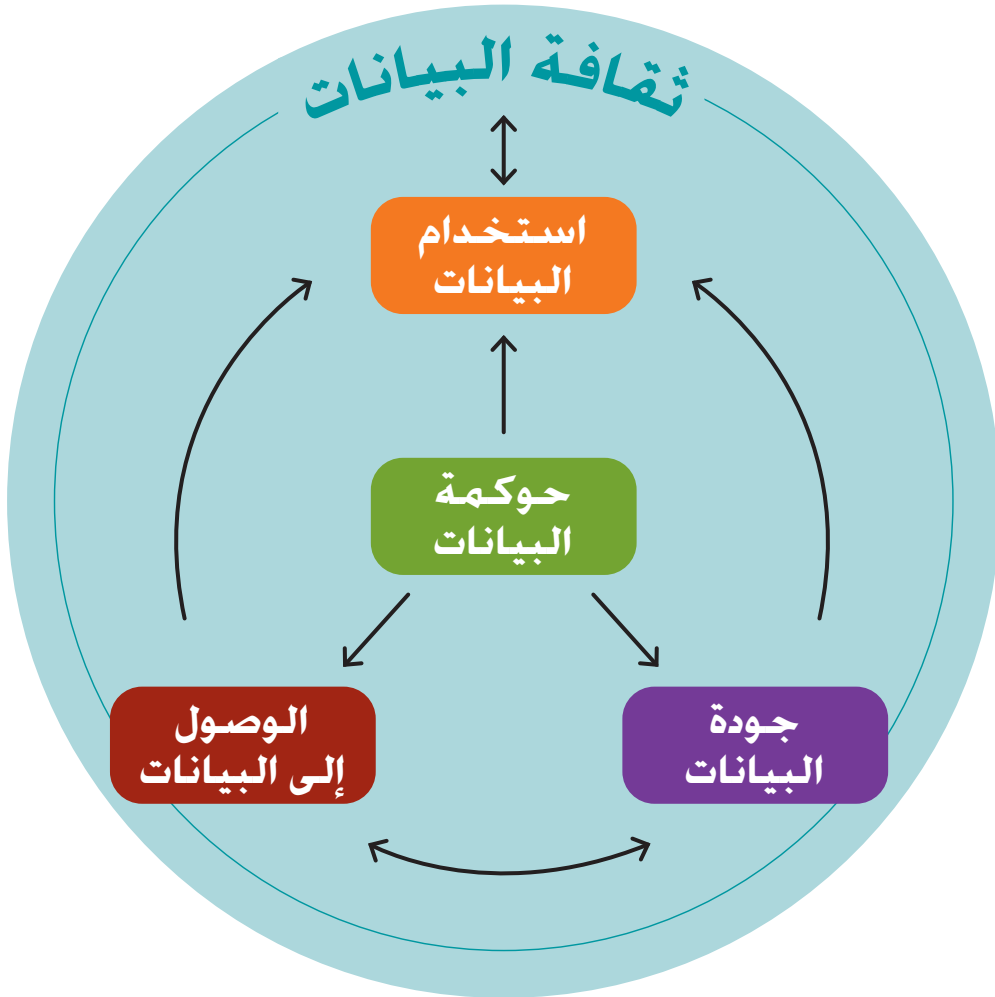 ثقافة البيانات
استخدام
البيانات
حوكمة
البيانات
جودة
البيانات
الوصول
إلى البيانات